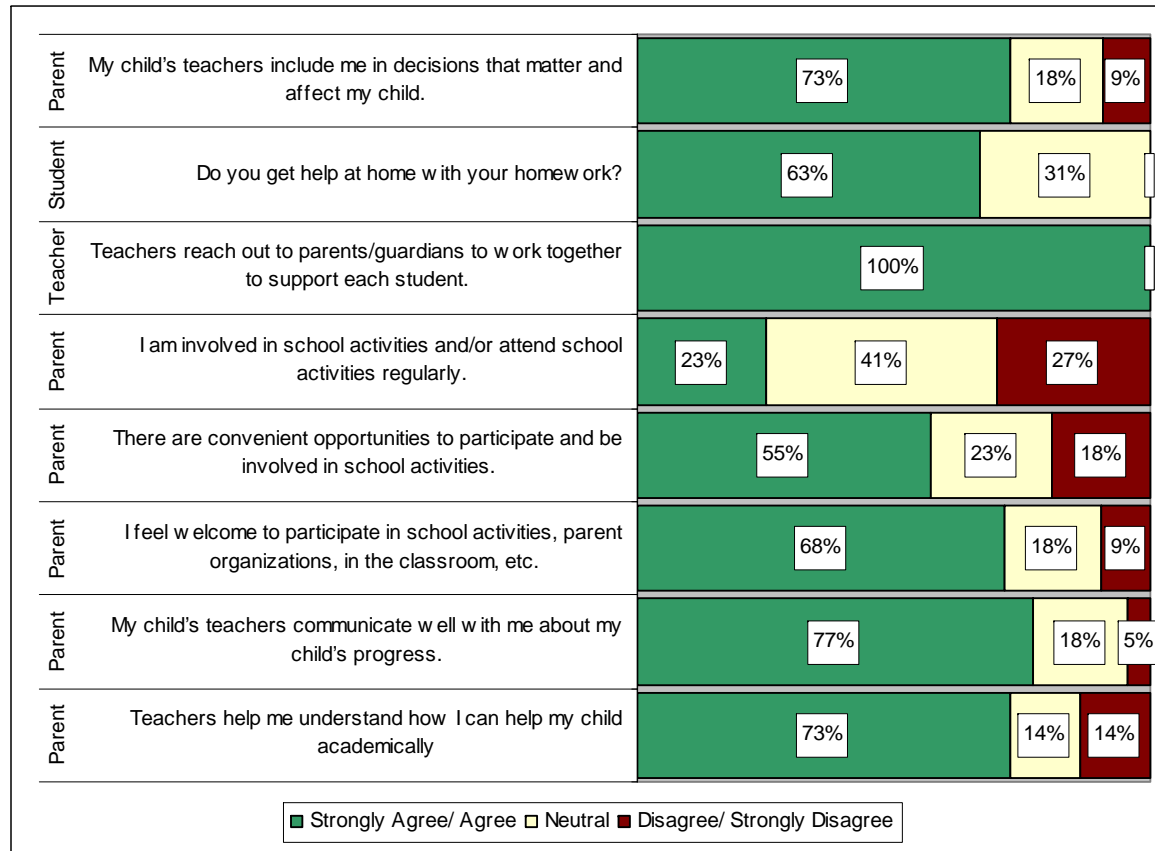 Parent
My child's teachers include me in decisions that matter and
affect my child.
73%
18%
9%
Student
Do you get help at home with your homework?
63%
31%
Teacher
Teachers reach out to parents/guardians to work together
to support each student.
100%
Parent
I am involved in school activities and/or attend school
activities regularly.
23%
41%
27%
Parent
There are convenient opportunities to participate and be
involved in school activities.
55%
23%
18%
Parent
I feel welcome to participate in school activities, parent
organizations, in the classroom, etc.
68%
18%
9%
Parent
My child's teachers communicate well with me about my
child's progress.
77%
18%
5%
Parent
Teachers help me understand how I can help my child
academically
73%
14%
14%
Strongly Agree/ Agree
Neutral
Disagree/ Strongly Disagree